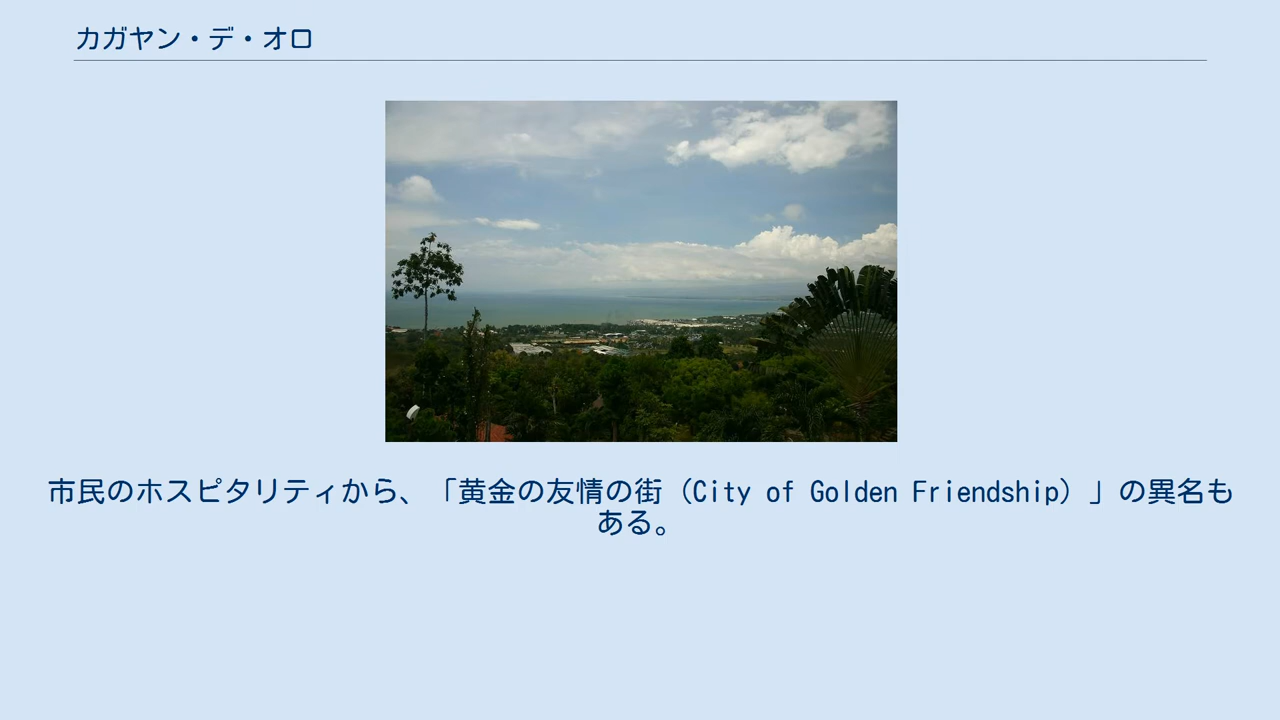 カガヤン・デ・オロ
市民のホスピタリティから、「黄金の友情の街（City of Golden Friendship）」の異名も
ある。